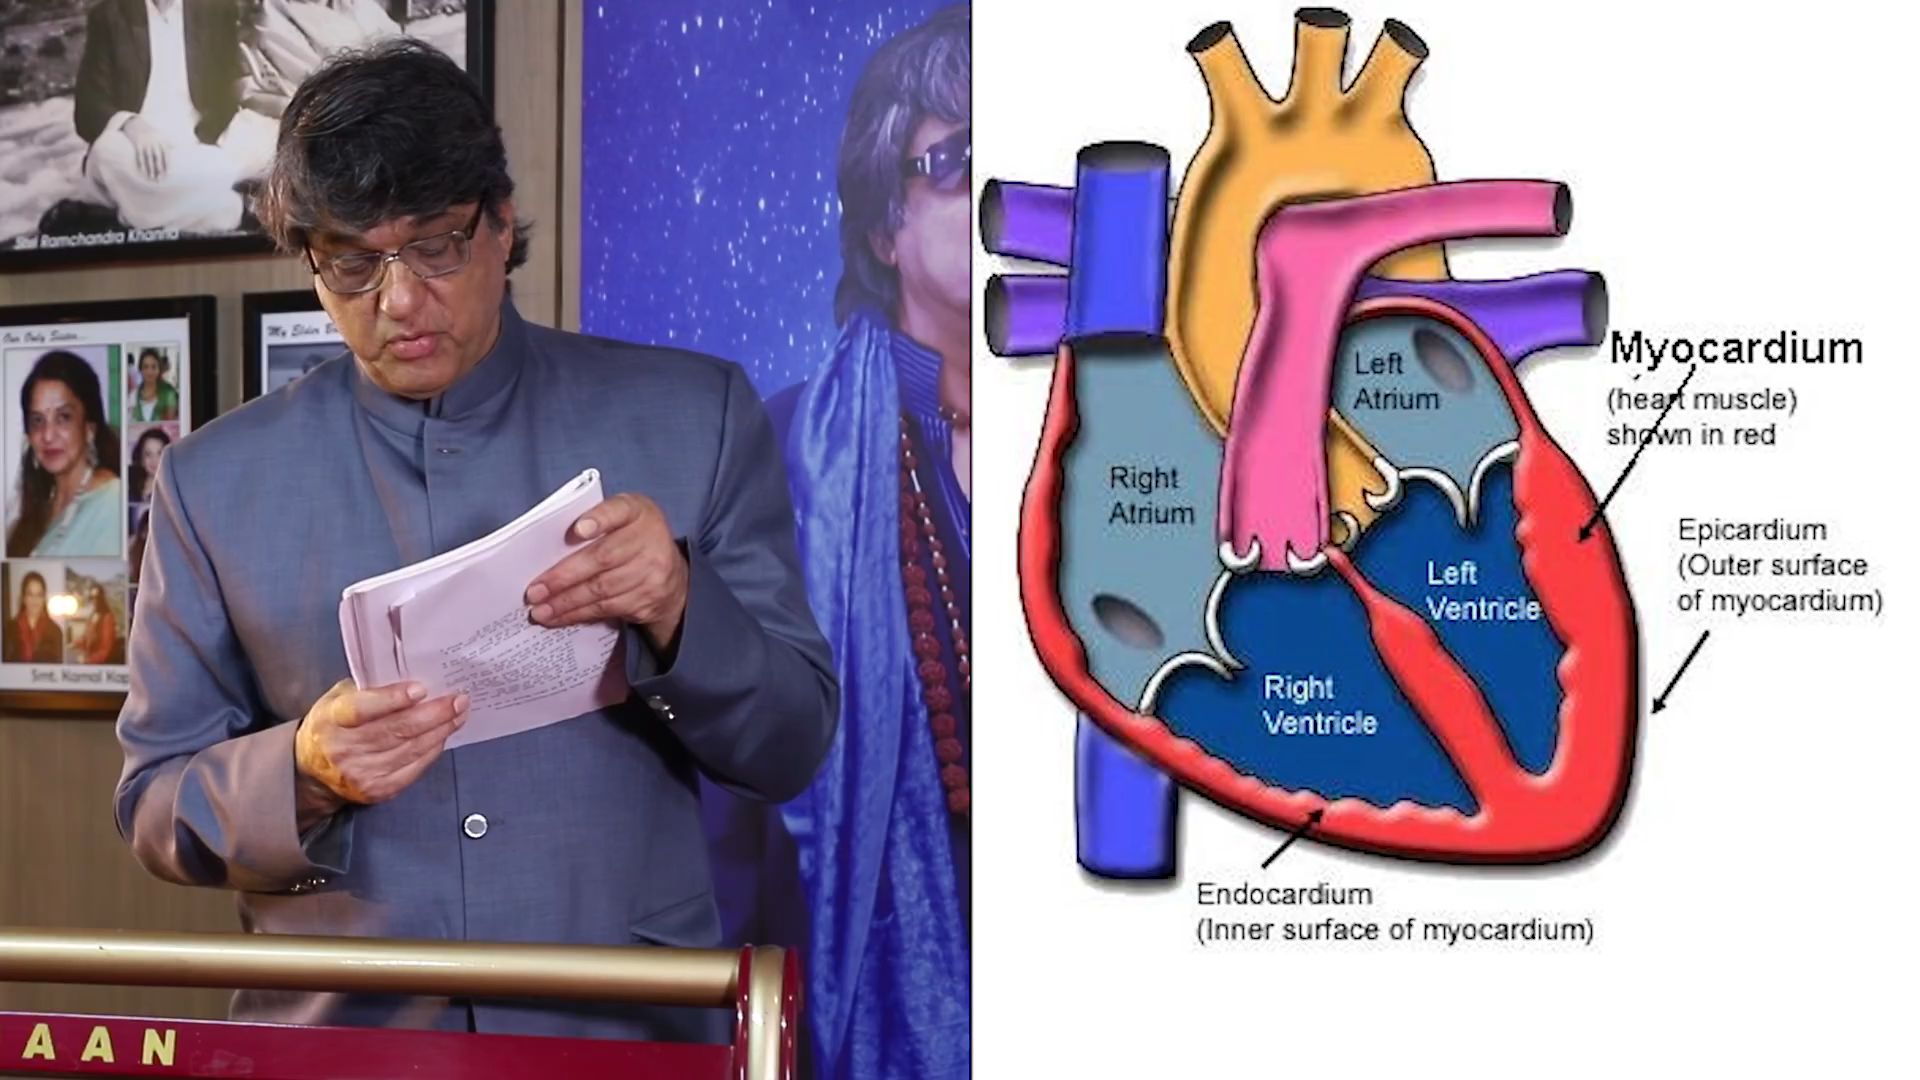 Shri Ramchandra Khanna
Our Only Sister...
My Elder B
Smt. Kamal Kap
AAN
Left
Atrium
Myocardium
(heart muscle)
shown in red
Right
Atrium
Epicardium
(Outer surface
of myocardium)
Left
Ventricle
Right
Ventricle
Endocardium
(Inner surface of myocardium)